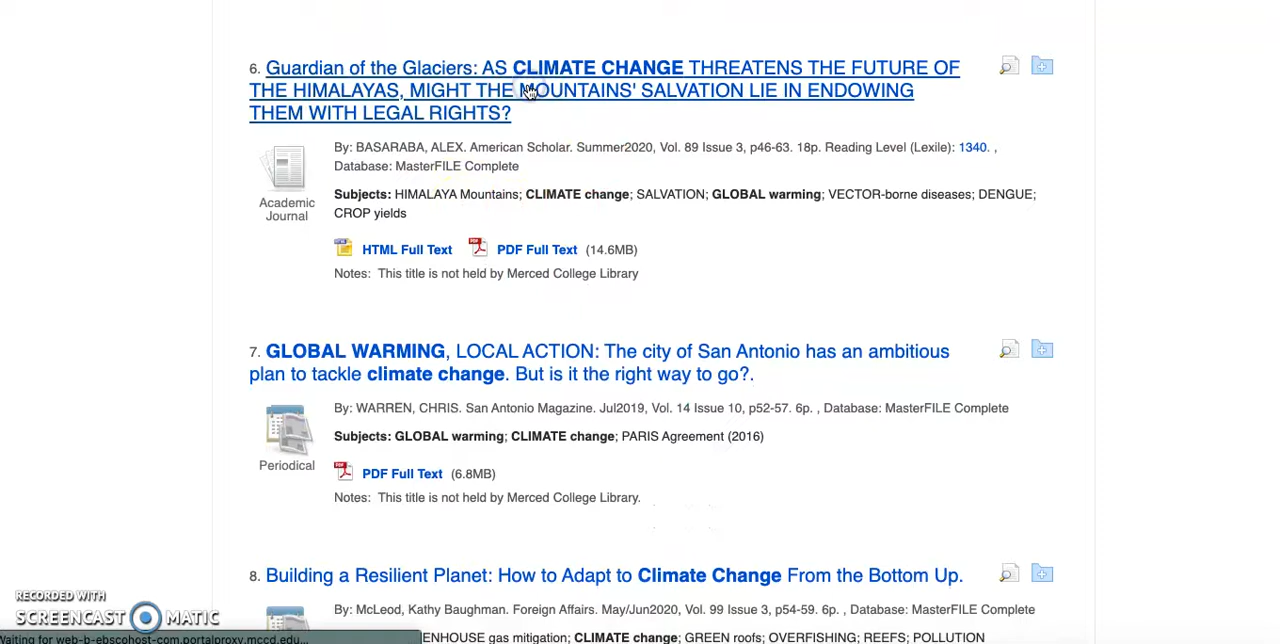 6. Guardian of the Glaciers: AS CLIMATE CHANGE THREATENS THE FUTURE OF
THE HIMALAYAS, MIGHT THE MOUNTAINS' SALVATION LIE IN ENDOWING
THEM WITH LEGAL RIGHTS?
By: BASARABA, ALEX. American Scholar. Summer2020, Vol. 89 Issue 3, p46-63. 18p. Reading Level (Lexile): 1340. ,
Database: MasterFILE Complete
Academic
Journal
Subjects: HIMALAYA Mountains; CLIMATE change; SALVATION; GLOBAL warming; VECTOR-borne diseases; DENGUE;
CROP yields
HTML Full Text PDF Full Text (14.6MB)
Notes: This title is not held by Merced College Library
7. GLOBAL WARMING, LOCAL ACTION: The city of San Antonio has an ambitious
plan to tackle climate change. But is it the right way to go?.
By: WARREN, CHRIS. San Antonio Magazine. Jul2019, Vol. 14 Issue 10, p52-57. 6p. , Database: MasterFILE Complete
Subjects: GLOBAL warming; CLIMATE change; PARIS Agreement (2016)
Periodical
PDF Full Text (6.8MB)
Notes: This title is not held by Merced College Library.
8. Building a Resilient Planet: How to Adapt to Climate Change From the Bottom Up.
By: McLeod, Kathy Baughman. Foreign Affairs. May/Jun2020, Vol. 99 Issue 3, p54-59. 6p. , Database: MasterFILE Complete
ENHOUSE gas mitigation; CLIMATE change; GREEN roofs; OVERFISHING; REEFS; POLLUTION
RECORDED WITH
SCREENCAST MATIC
Waiting for web-b-ebscohost-com.portalproxy.mccd.edu...